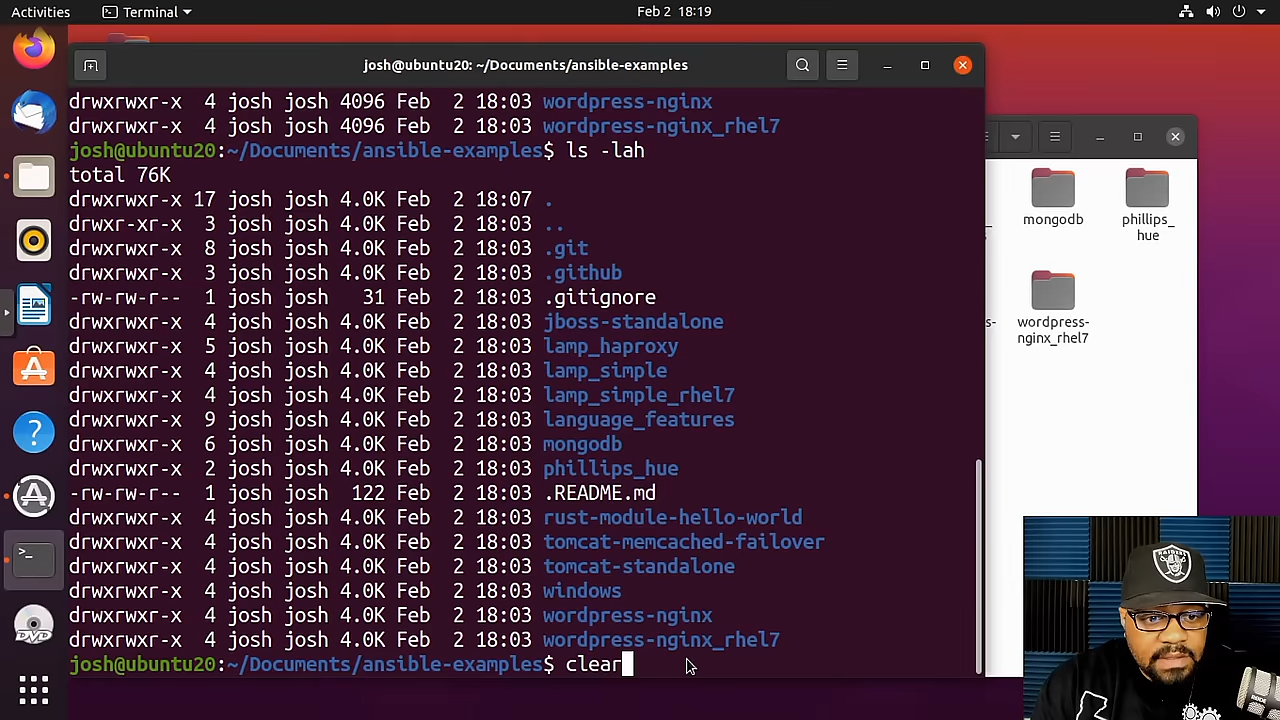 Activities Terminal Feb 2 18:19
josh@ubuntu20: ~/Documents/ansible-examples
drwxrwxr-x 4 josh josh 4096 Feb 2 18:03 wordpress-nginx
drwxrwxr-x 4 josh josh 4096 Feb 2 18:03 wordpress-nginx_rhel7
josh@ubuntu20:~/Documents/ansible-examples$ ls -lah
total 76K
drwxrwxr-x 17 josh josh 4.0K Feb 2 18:07 .
drwxr-xr-x 3 josh josh 4.0K Feb 2 18:03 ..
drwxrwxr-x 8 josh josh 4.0K Feb 2 18:03 .git
drwxrwxr-x 3 josh josh 4.0K Feb 2 18:03 .github
-rw-rw-r-- 1 josh josh 31 Feb 2 18:03 .gitignore
drwxrwxr-x 4 josh josh 4.0K Feb 2 18:03 jboss-standalone
drwxrwxr-x 5 josh josh 4.0K Feb 2 18:03 lamp_haproxy
drwxrwxr-x 4 josh josh 4.0K Feb 2 18:03 lamp_simple
drwxrwxr-x 4 josh josh 4.0K Feb 2 18:03 lamp_simple_rhel7
drwxrwxr-x 9 josh josh 4.0K Feb 2 18:03 language_features
drwxrwxr-x 6 josh josh 4.0K Feb 2 18:03 mongodb
drwxrwxr-x 2 josh josh 4.0K Feb 2 18:03 phillips_hue
-rw-rw-r-- 1 josh josh 122 Feb 2 18:03 .README.md
drwxrwxr-x 4 josh josh 4.0K Feb 2 18:03 rust-module-hello-world
drwxrwxr-x 4 josh josh 4.0K Feb 2 18:03 tomcat-memcached-failover
drwxrwxr-x 4 josh josh 4.0K Feb 2 18:03 tomcat-standalone
drwxrwxr-x 4 josh josh 4.0K Feb 2 18:03 windows
drwxrwxr-x 4 josh josh 4.0K Feb 2 18:03 wordpress-nginx
drwxrwxr-x 4 josh josh 4.0K Feb 2 18:03 wordpress-nginx_rhel7
josh@ubuntu20:~/Documents/ansible-examples$ clear
mongodb
phillips_
hue
wordpress-
nginx_rhel7
RAIDERS
DVD